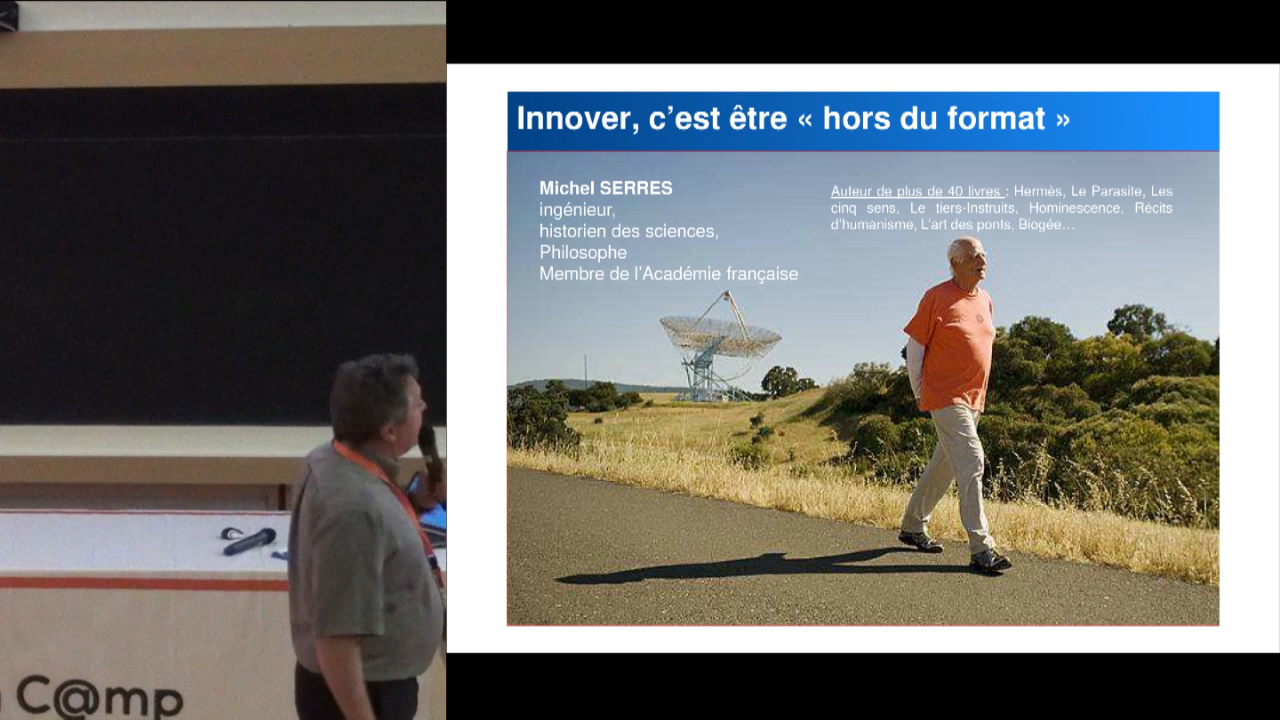 Innover, c’est être « hors du format »
Michel SERRES
ingénieur,
historien des sciences,
Philosophe
Membre de l’Académie française
Auteur de plus de 40 livres : Hermès, Le Parasite, Les
cinq sens, Le tiers-Instruits, Hominescence, Récits
d’humanisme, L’art des ponts, Biogée…
C@mp